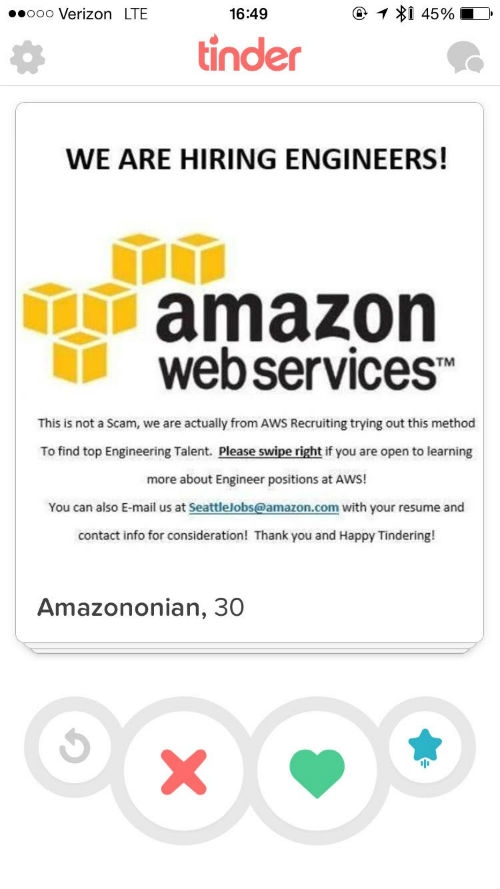 Verizon LTE 16:49 45%
tinder
WE ARE HIRING ENGINEERS!
amazon
web services™
This is not a Scam, we are actually from AWS Recruiting trying out this method
To find top Engineering Talent. Please swipe right if you are open to learning
more about Engineer positions at AWS!
You can also E-mail us at SeattleJobs@amazon.com with your resume and
contact info for consideration! Thank you and Happy Tindering!
Amazononian, 30